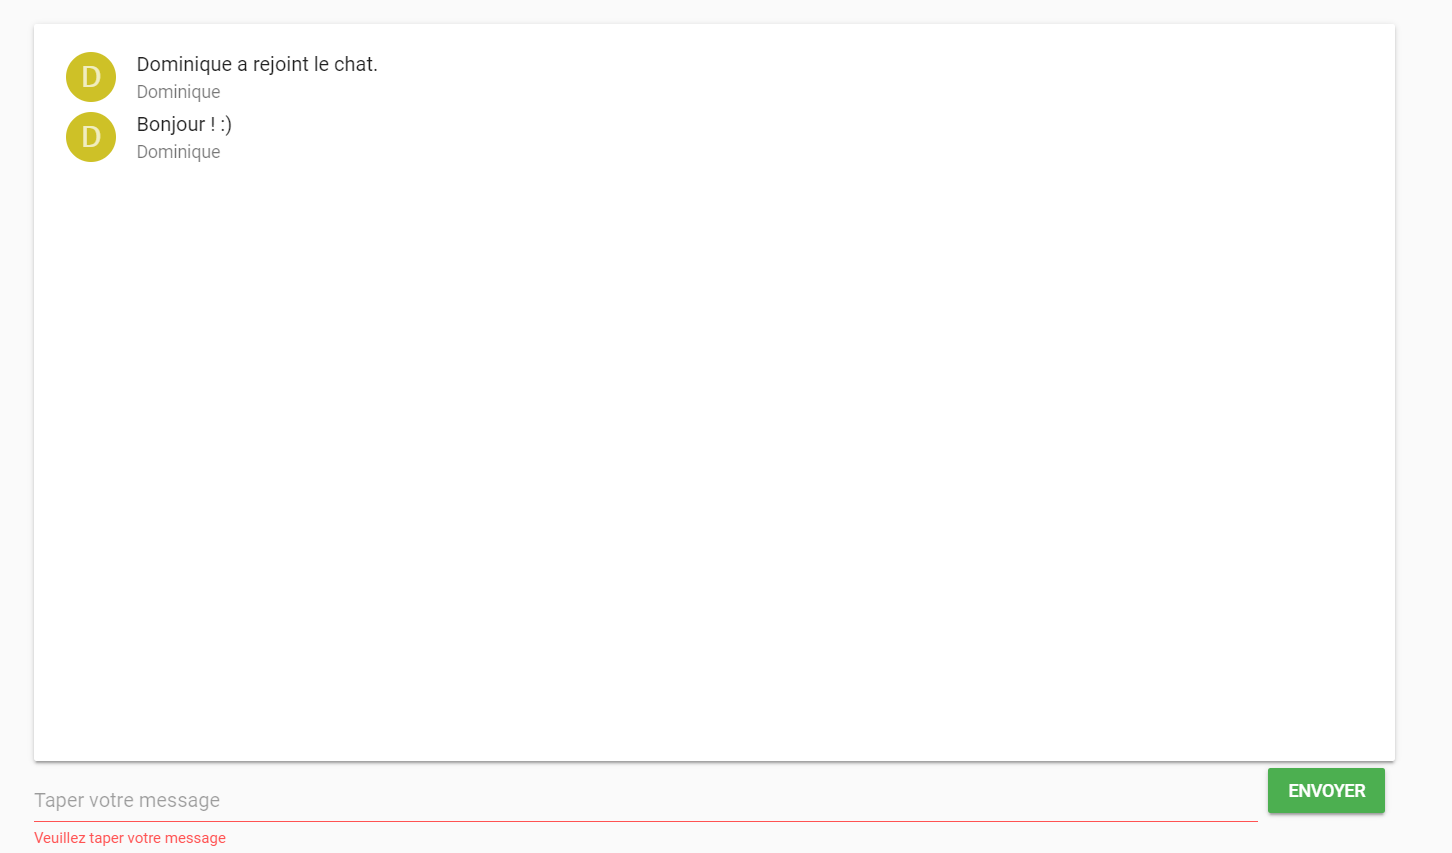 D
Dominique a rejoint le chat.
Dominique
D
Bonjour ! :)
Dominique
Taper votre message
ENVOYER
Veuillez taper votre message